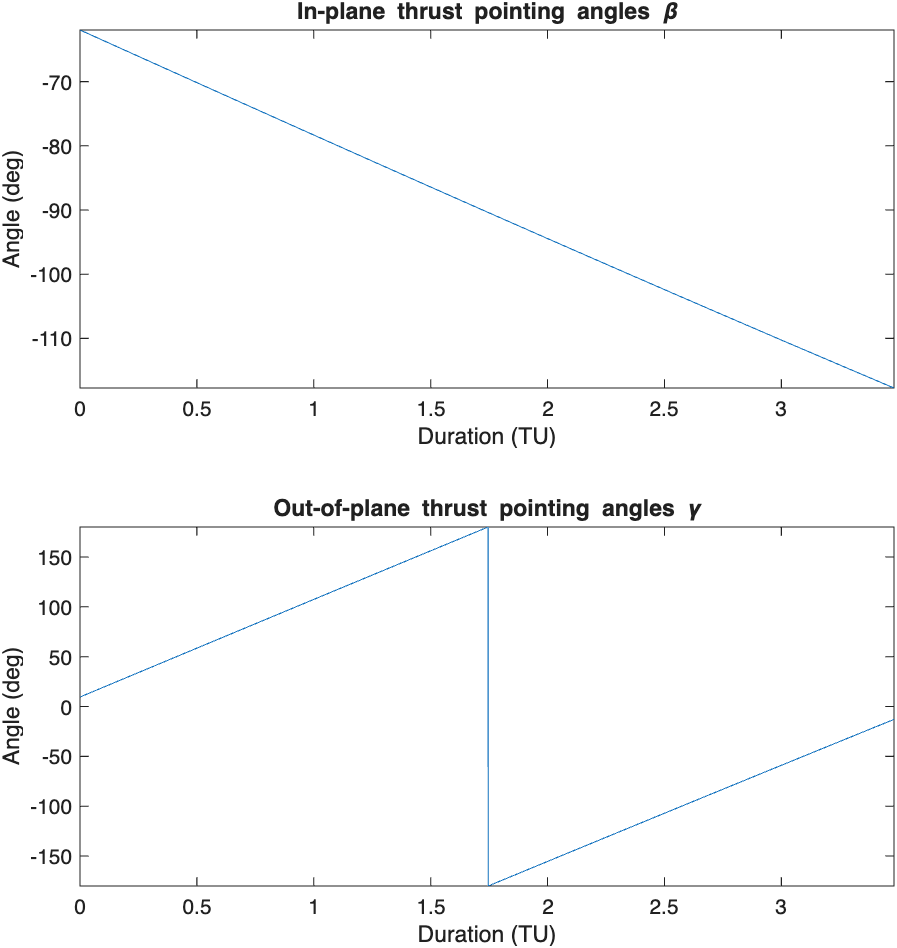 In-plane thrust pointing angles β
-70
-80
-90
-100
-110
Angle (deg)
0 0.5 1 1.5 2 2.5 3
Duration (TU)
Out-of-plane thrust pointing angles γ
150
100
50
0
-50
-100
-150
Angle (deg)
0 0.5 1 1.5 2 2.5 3
Duration (TU)